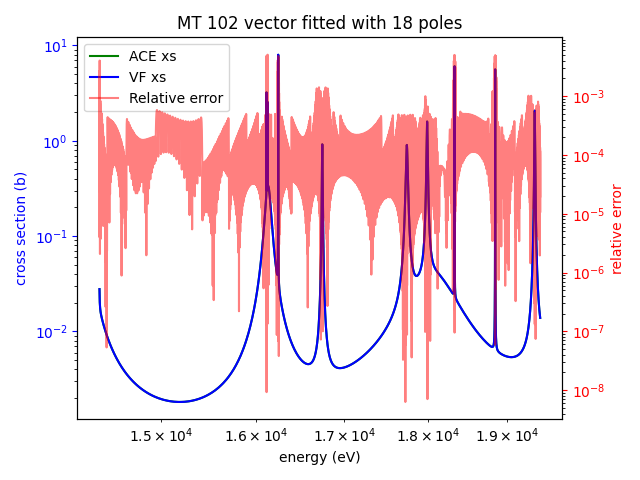 MT 102 vector fitted with 18 poles
ACE xs
VF xs
Relative error
cross section (b)
10¹
10⁰
10⁻¹
10⁻²
10⁻³
10⁻⁴
10⁻⁵
10⁻⁶
10⁻⁷
10⁻⁸
relative error
1.5 × 10⁴ 1.6 × 10⁴ 1.7 × 10⁴ 1.8 × 10⁴ 1.9 × 10⁴
energy (eV)